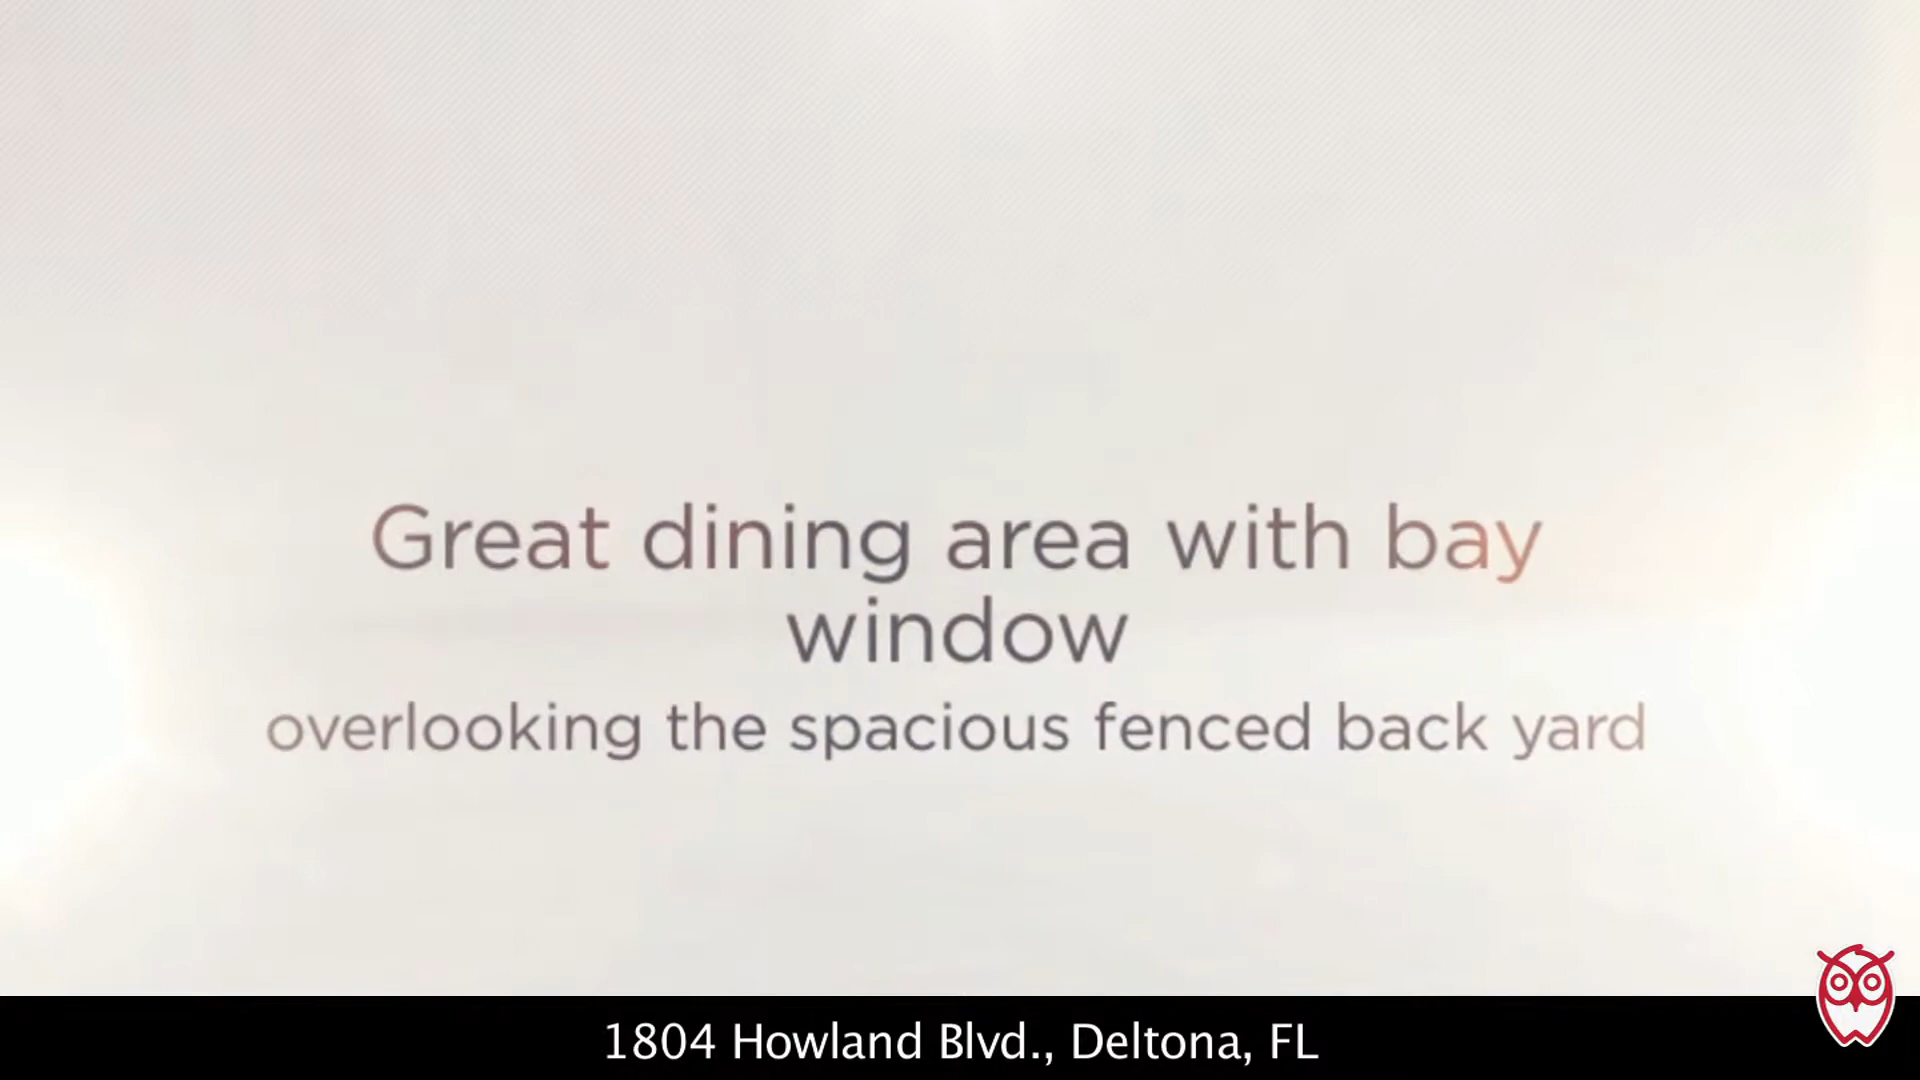 Great dining area with bay
window
overlooking the spacious fenced back yard
1804 Howland Blvd., Deltona, FL